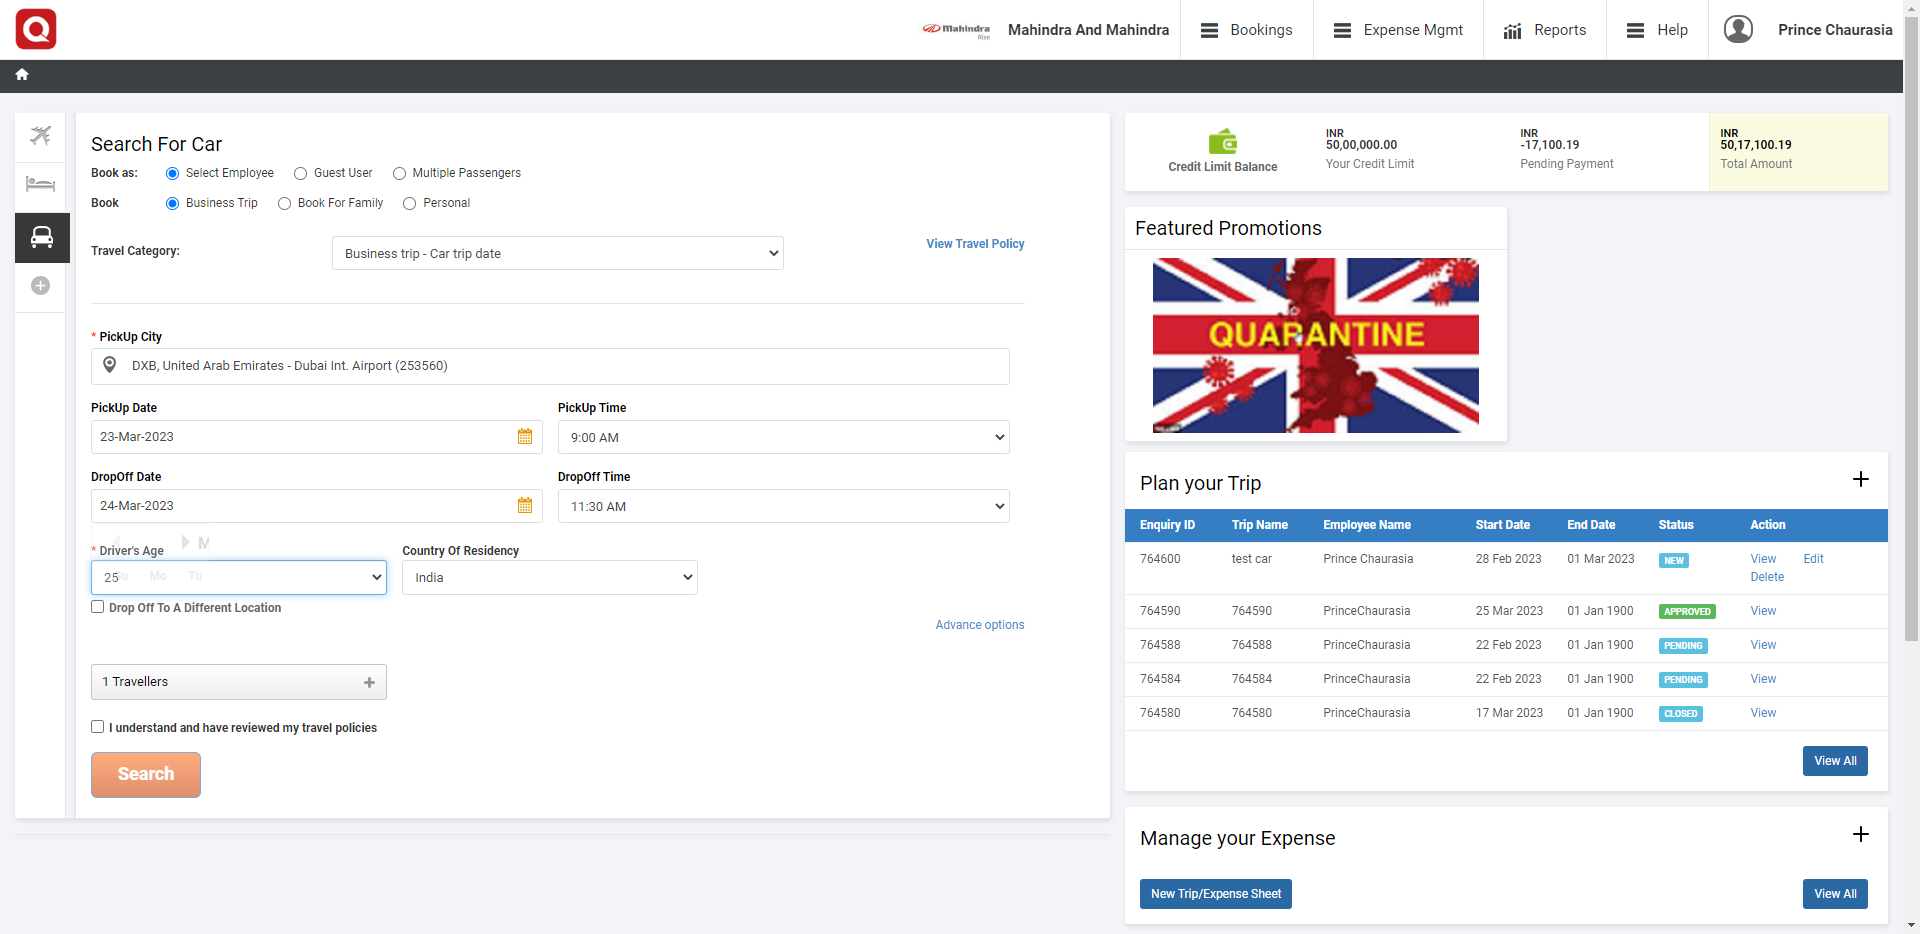 Mahindra Rise Mahindra And Mahindra Bookings Expense Mgmt Reports Help Prince Chaurasia
Search For Car
Book as: Select Employee Guest User Multiple Passengers
Book Business Trip Book For Family Personal
Travel Category: Business trip - Car trip date View Travel Policy
* PickUp City
DXB, United Arab Emirates - Dubai Int. Airport (253560)
PickUp Date PickUp Time
23-Mar-2023 9:00 AM
DropOff Date DropOff Time
24-Mar-2023 11:30 AM
* Driver's Age Country Of Residency
25 Mo Tu India
Drop Off To A Different Location
Advance options
1 Travellers
I understand and have reviewed my travel policies
Search
Credit Limit Balance
INR
50,00,000.00
Your Credit Limit
INR
-17,100.19
Pending Payment
INR
50,17,100.19
Total Amount
Featured Promotions
QUARANTINE
Plan your Trip
Enquiry ID Trip Name Employee Name Start Date End Date Status Action
764600 test car Prince Chaurasia 28 Feb 2023 01 Mar 2023 NEW View Edit
Delete
764590 764590 PrinceChaurasia 25 Mar 2023 01 Jan 1900 APPROVED View
764588 764588 PrinceChaurasia 22 Feb 2023 01 Jan 1900 PENDING View
764584 764584 PrinceChaurasia 22 Feb 2023 01 Jan 1900 PENDING View
764580 764580 PrinceChaurasia 17 Mar 2023 01 Jan 1900 CLOSED View
View All
Manage your Expense
New Trip/Expense Sheet View All